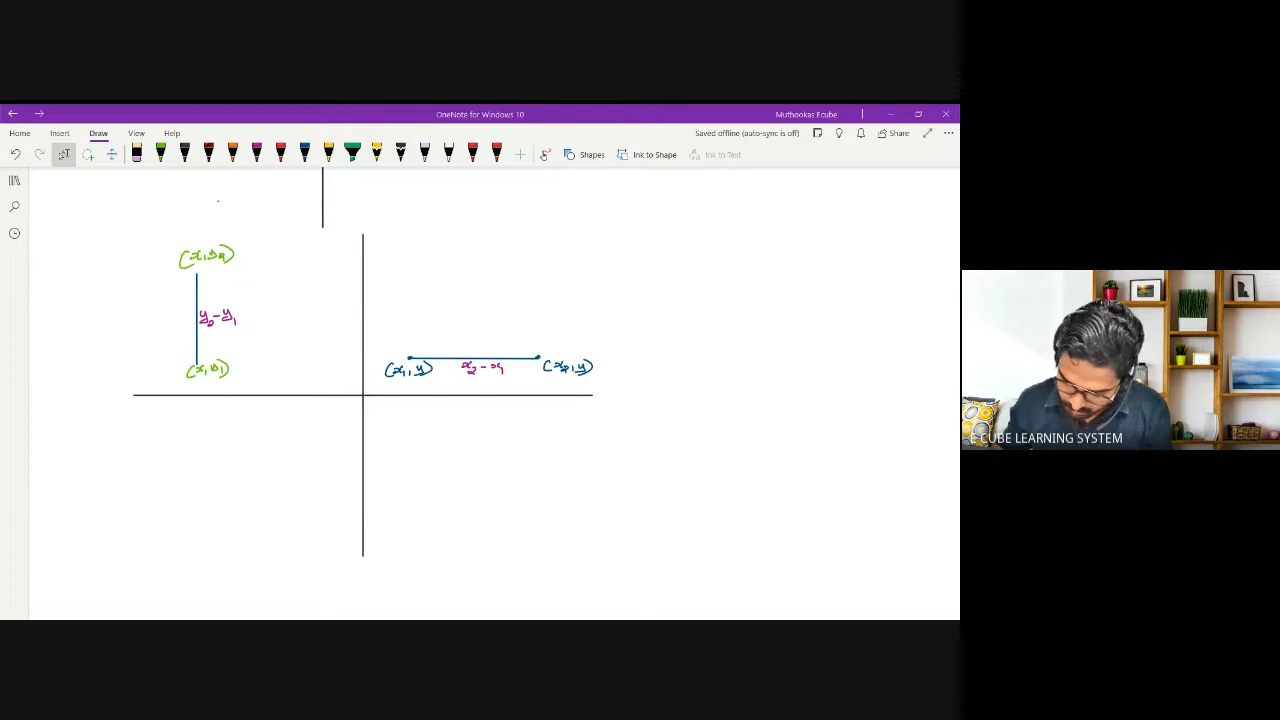 OneNote for Windows 10
Muthookas Ecube
Home Insert Draw View Help
Saved offline (auto-sync is off)
Share
Shapes
Ink to Shape
Ink to Text
(x, y2)
y2 - y1
(x, y1)
(x1, y)
x2 - x1
(x2, y)
CUBE LEARNING SYSTEM